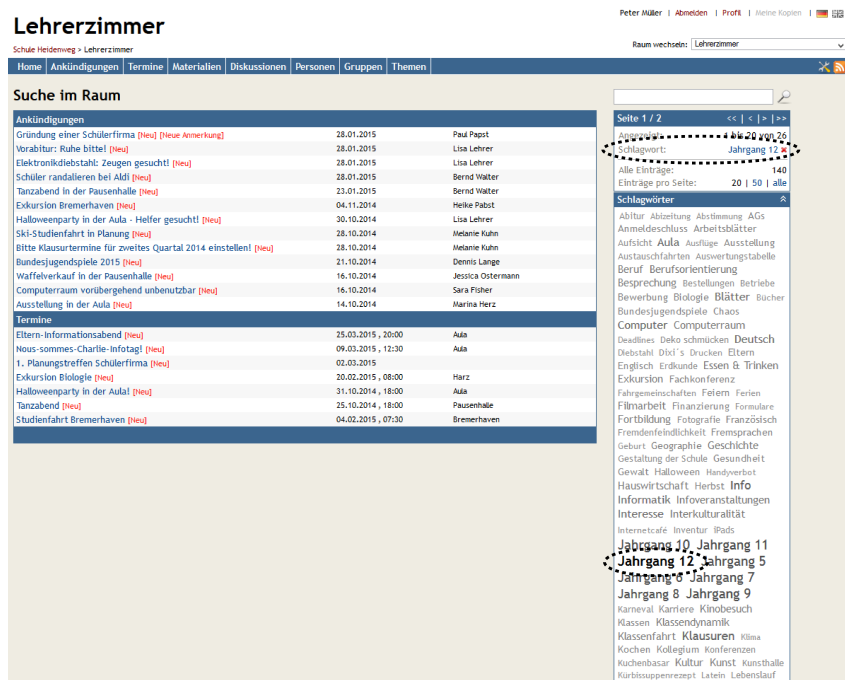 Peter Müller | Abmelden | Profil | Meine Kopien |
Lehrerzimmer
Schule Heidenweg > Lehrerzimmer
Raum wechseln: Lehrerzimmer
Home Ankündigungen Termine Materialien Diskussionen Personen Gruppen Themen
Suche im Raum
Ankündigungen
Gründung einer Schülerfirma [Neu] [Neue Anmerkung] 28.01.2015 Paul Papst
Vorabitur: Ruhe bitte! [Neu] 28.01.2015 Lisa Lehrer
Elektronikdiebstahl: Zeugen gesucht! [Neu] 28.01.2015 Lisa Lehrer
Schüler randalieren bei Aldi [Neu] 28.01.2015 Bernd Walter
Tanzabend in der Pausenhalle [Neu] 23.01.2015 Bernd Walter
Exkursion Bremerhaven [Neu] 04.11.2014 Heike Pabst
Halloweenparty in der Aula - Helfer gesucht! [Neu] 30.10.2014 Lisa Lehrer
Ski-Studienfahrt in Planung [Neu] 28.10.2014 Melanie Kuhn
Bitte Klausurtermine für zweites Quartal 2014 einstellen! [Neu] 28.10.2014 Melanie Kuhn
Bundesjugendspiele 2015 [Neu] 21.10.2014 Dennis Lange
Waffelverkauf in der Pausenhalle [Neu] 16.10.2014 Jessica Ostermann
Computerraum vorübergehend unbenutzbar [Neu] 16.10.2014 Sara Fisher
Ausstellung in der Aula [Neu] 14.10.2014 Marina Herz
Termine
Eltern-Informationsabend [Neu] 25.03.2015 , 20:00 Aula
Nous-sommes-Charlie-Infotag! [Neu] 09.03.2015 , 12:30 Aula
1. Planungstreffen Schülerfirma [Neu] 02.03.2015
Exkursion Biologie [Neu] 20.02.2015 , 08:00 Harz
Halloweenparty in der Aula! [Neu] 31.10.2014 , 18:00 Aula
Tanzabend [Neu] 25.10.2014 , 18:00 Pausenhalle
Studienfahrt Bremerhaven [Neu] 04.02.2015 , 07:30 Bremerhaven
Seite 1 / 2 << | < | > | >>
Angezeigt: 1 bis 20 von 26
Schlagwort: Jahrgang 12
Alle Einträge: 140
Einträge pro Seite: 20 | 50 | alle
Schlagwörter
Abitur Abizeitung Abstimmung AGs
Anmeldeschluss Arbeitsblätter
Aufsicht Aula Ausflüge Ausstellung
Austauschfahrten Auswertungstabelle
Beruf Berufsorientierung
Besprechung Bestellungen Betriebe
Bewerbung Biologie Blätter Bücher
Bundesjugendspiele Chaos
Computer Computerraum
Deadlines Deko schmücken Deutsch
Diebstahl Dixi´s Drucken Eltern
Englisch Erdkunde Essen & Trinken
Exkursion Fachkonferenz
Fahrgemeinschaften Feiern Ferien
Filmarbeit Finanzierung Formulare
Fortbildung Fotografie Französisch
Fremdenfeindlichkeit Fremsprachen
Geburt Geographie Geschichte
Gestaltung der Schule Gesundheit
Gewalt Halloween Handyverbot
Hauswirtschaft Herbst Info
Informatik Infoveranstaltungen
Interesse Interkulturalität
Internetcafé Inventur iPads
Jahrgang 10 Jahrgang 11
Jahrgang 12 Jahrgang 5
Jahrgang 6 Jahrgang 7
Jahrgang 8 Jahrgang 9
Karneval Karriere Kinobesuch
Klassen Klassendynamik
Klassenfahrt Klausuren Klima
Kochen Kollegium Konferenzen
Kuchenbasar Kultur Kunst Kunsthalle
Kürbissuppenrezept Latein Lebenslauf